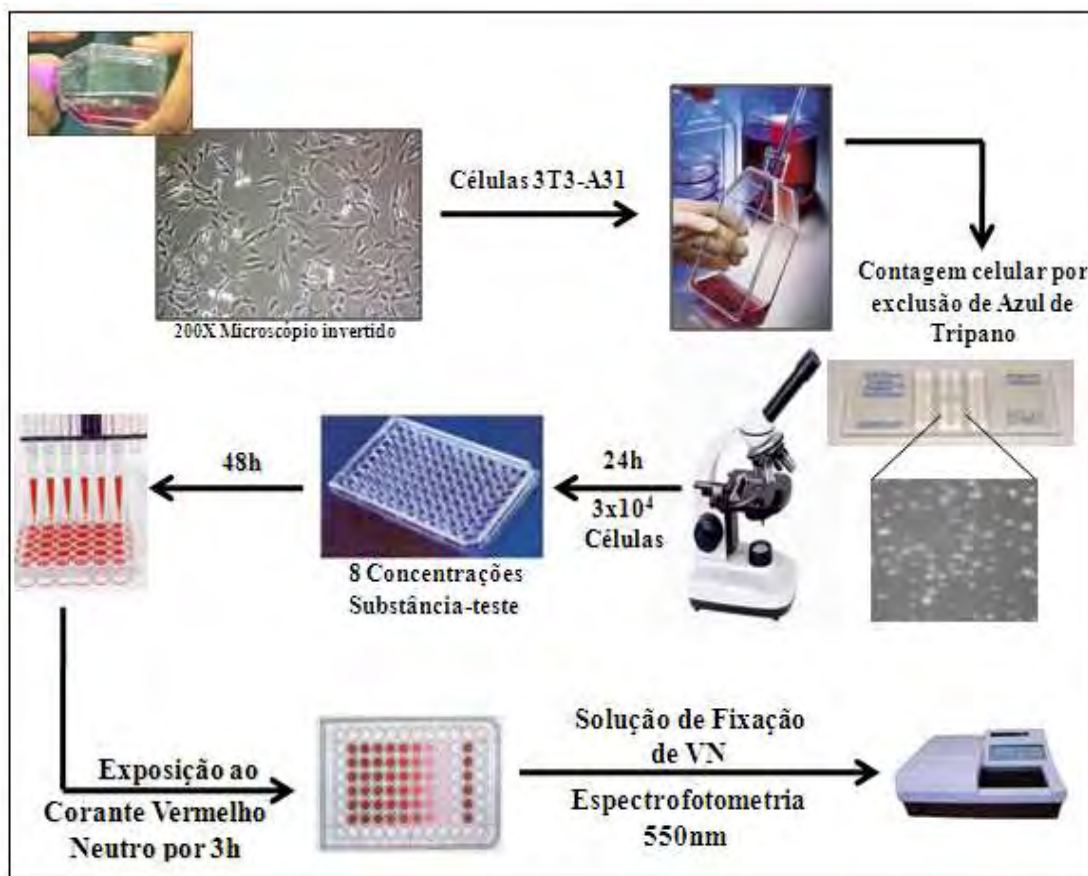 Células 3T3-A31
200X Microscópio invertido
Contagem celular por
exclusão de Azul de
Tripano
48h
24h
3x10⁴
Células
8 Concentrações
Substância-teste
Exposição ao
Corante Vermelho
Neutro por 3h
Solução de Fixação
de VN
Espectrofotometria
550nm